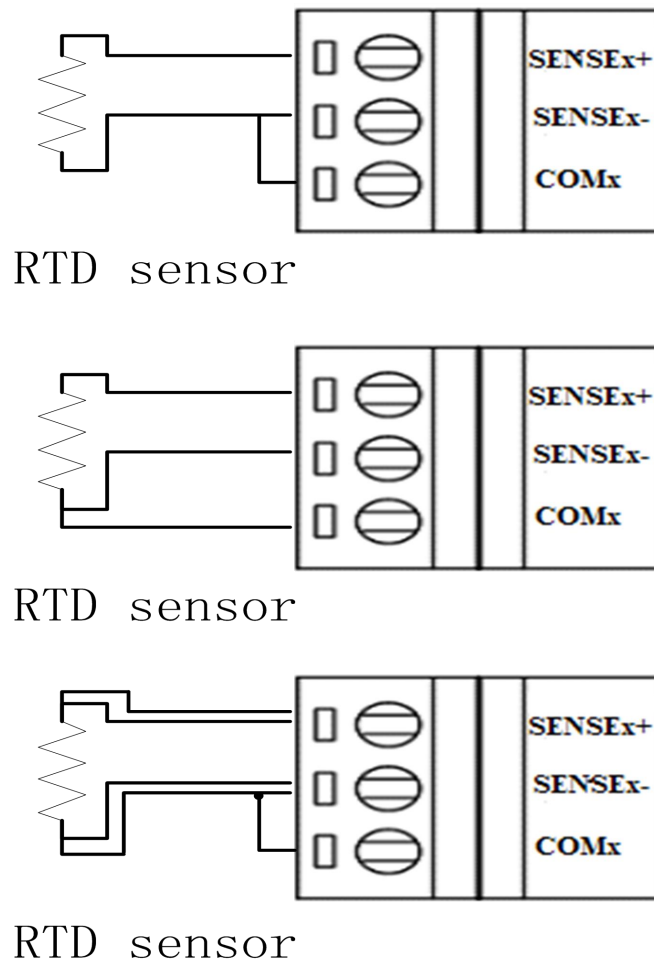 SENSEx+
SENSEx-
COMx
RTD sensor
SENSEx+
SENSEx-
COMx
RTD sensor
SENSEx+
SENSEx-
COMx
RTD sensor